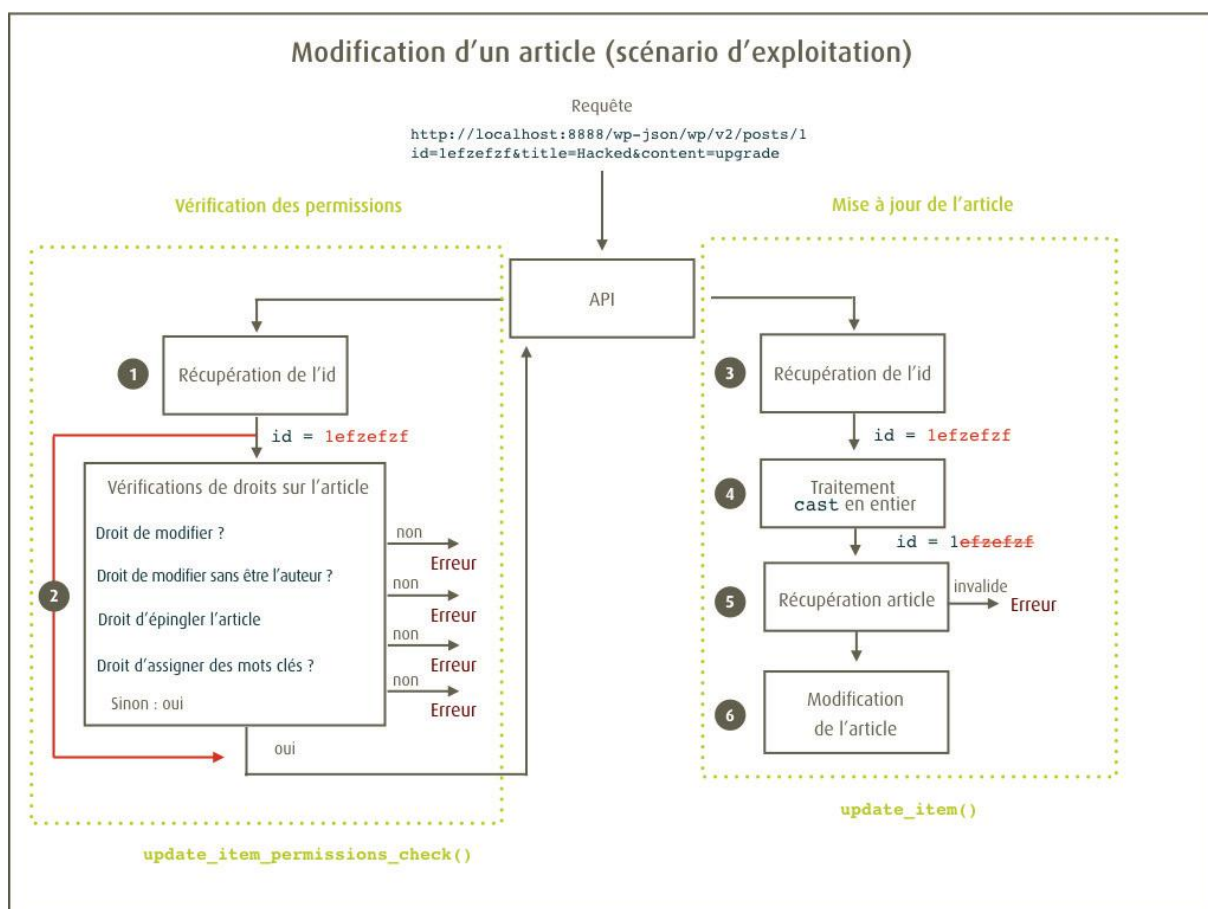 Modification d'un article (scénario d'exploitation)
Requête
http://localhost:8888/wp-json/wp/v2/posts/1
id=1efzefzf&title=Hacked&content=upgrade
Vérification des permissions
Mise à jour de l'article
API
1
Récupération de l'id
id = 1efzefzf
Vérifications de droits sur l'article
Droit de modifier ?
non
Erreur
Droit de modifier sans être l'auteur ?
non
Erreur
2
Droit d'épingler l'article
non
Erreur
Droit d'assigner des mots clés ?
non
Erreur
Sinon : oui
oui
update_item_permissions_check()
3
Récupération de l'id
id = 1efzefzf
4
Traitement
cast en entier
id = 1efzefzf
5
Récupération article
invalide
Erreur
6
Modification
de l'article
update_item()